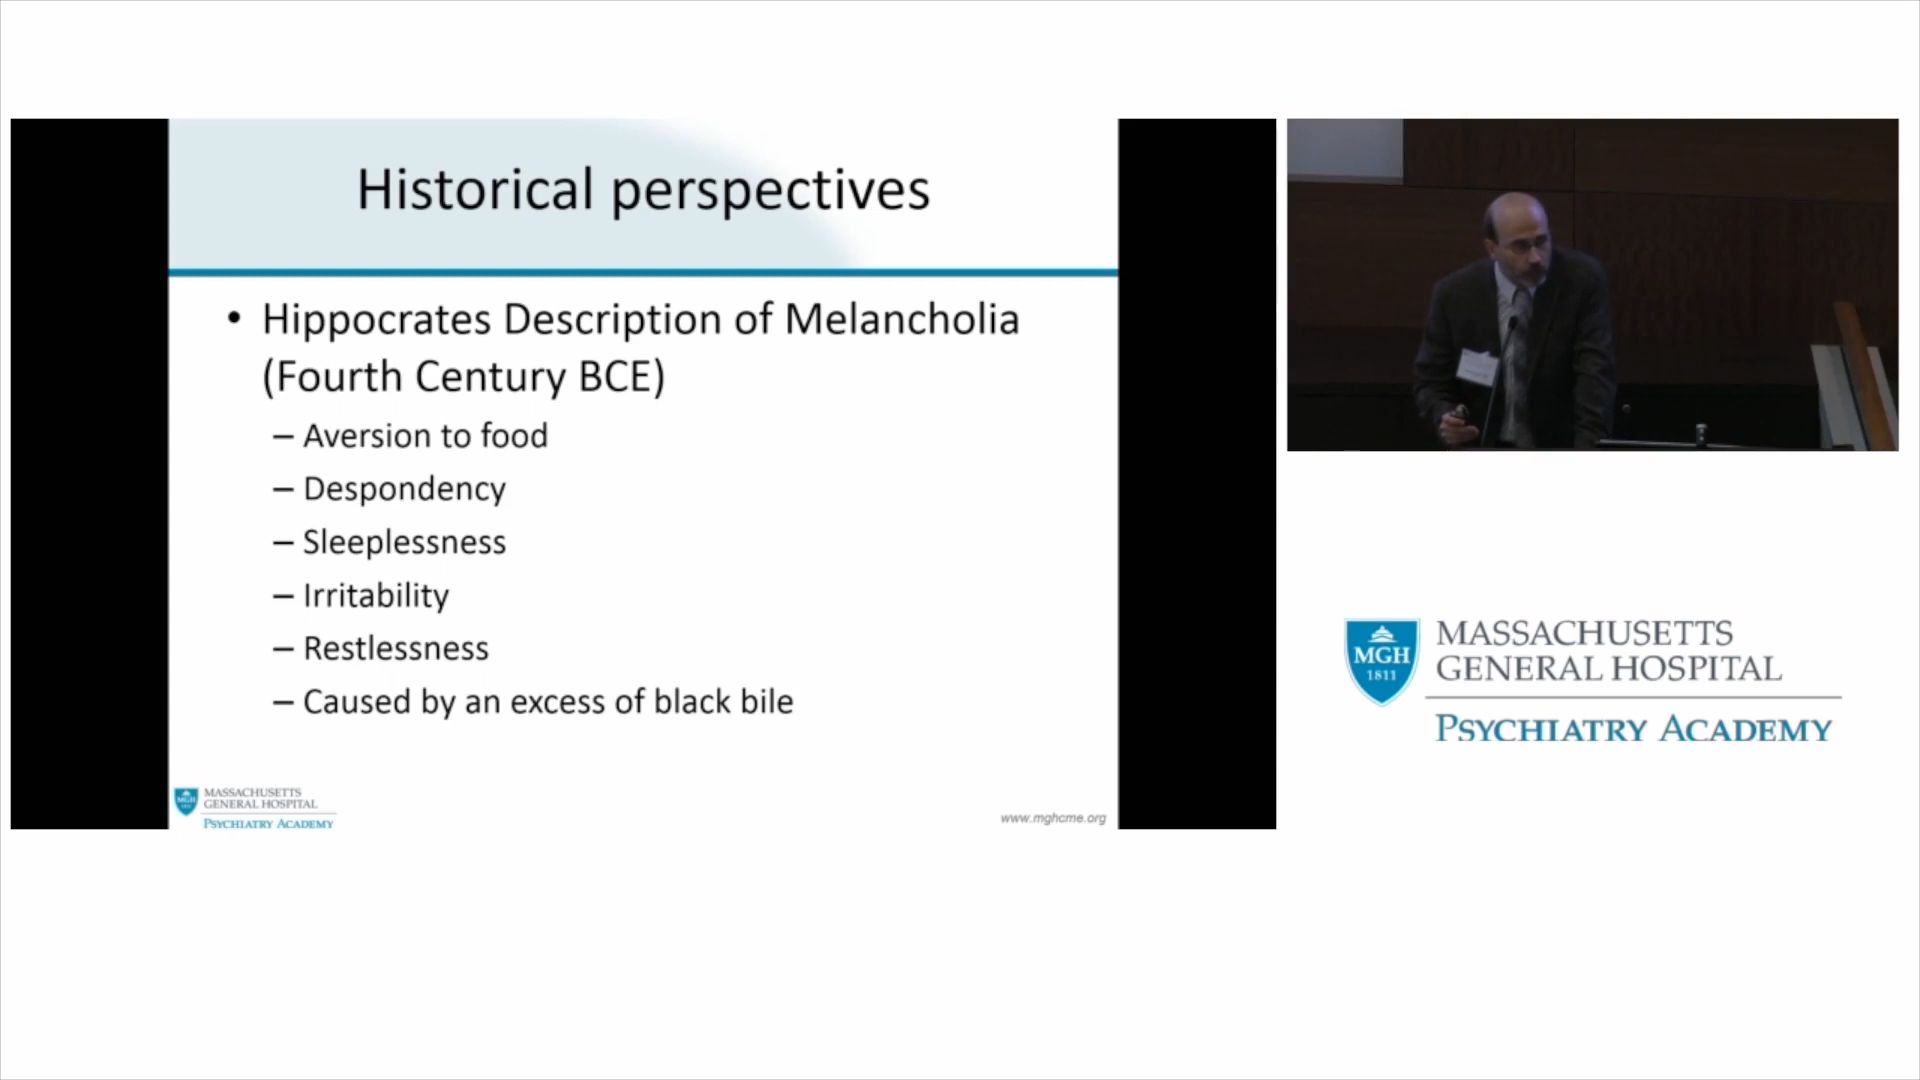 Historical perspectives
• Hippocrates Description of Melancholia
(Fourth Century BCE)
– Aversion to food
– Despondency
– Sleeplessness
– Irritability
– Restlessness
– Caused by an excess of black bile
MGH
MASSACHUSETTS
GENERAL HOSPITAL
PSYCHIATRY ACADEMY
www.mghcme.org
MGH
1811
MASSACHUSETTS
GENERAL HOSPITAL
PSYCHIATRY ACADEMY